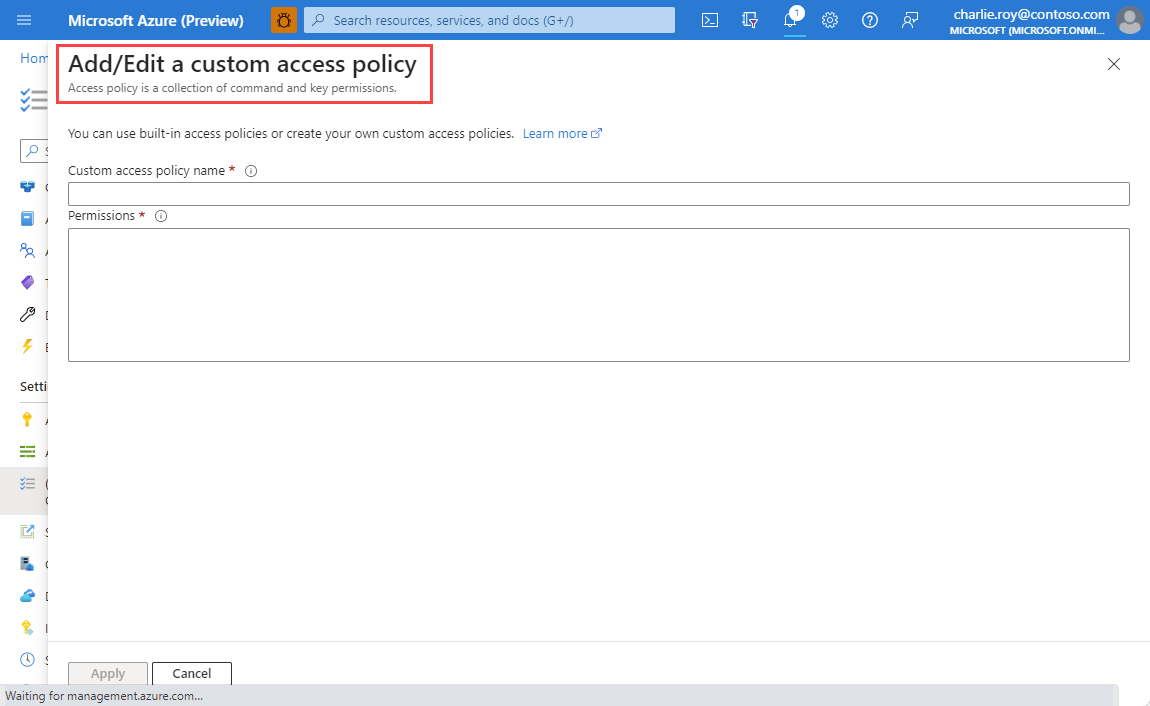 Microsoft Azure (Preview)
Search resources, services, and docs (G+/)
1
charlie.roy@contoso.com
MICROSOFT (MICROSOFT.ONMI...
Hom
Add/Edit a custom access policy
Access policy is a collection of command and key permissions.
You can use built-in access policies or create your own custom access policies. Learn more
Custom access policy name *
Permissions *
Setti
Apply
Cancel
Waiting for management.azure.com...